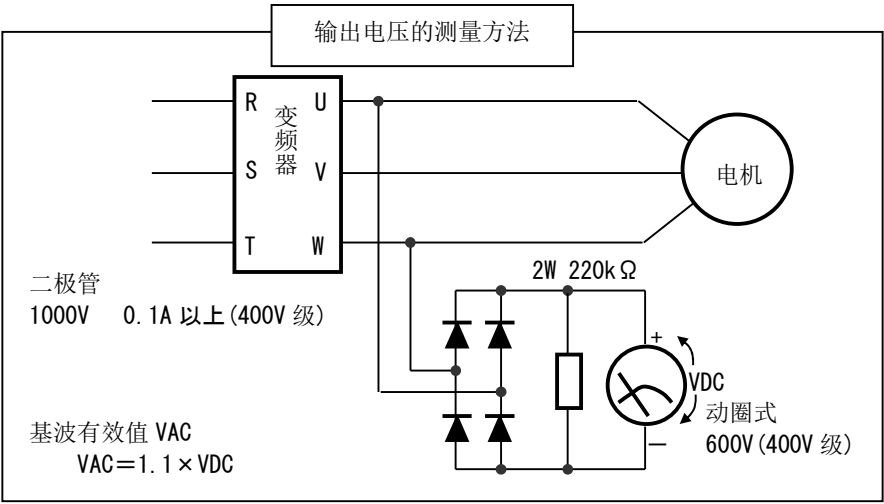 输出电压的测量方法
R
变频器
U
S
V
电机
T
W
二极管
2W 220kΩ
1000V 0.1A 以上(400V 级)
+
VDC
动圈式
基波有效值 VAC
－
600V(400V 级)
VAC＝1.1×VDC